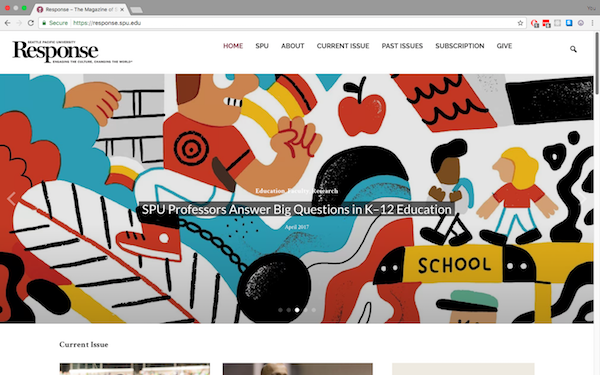 Response – The Magazine of S
You
Secure
https://response.spu.edu
SEATTLE PACIFIC UNIVERSITY
Response
ENGAGING THE CULTURE, CHANGING THE WORLD®
HOME SPU ABOUT CURRENT ISSUE PAST ISSUES SUBSCRIPTION GIVE
Education, Faculty, Research
SPU Professors Answer Big Questions in K–12 Education
April 2017
SCHOOL
Current Issue